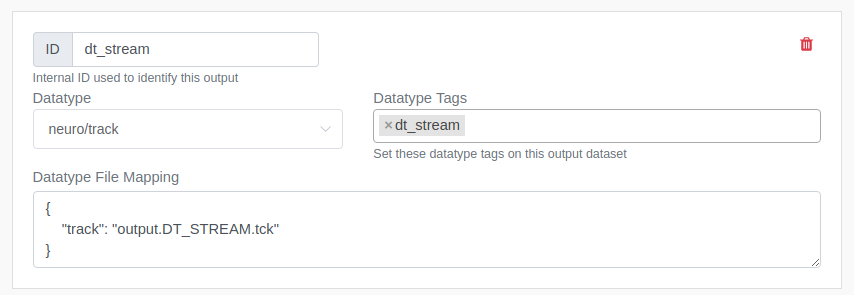 ID dt_stream
Internal ID used to identify this output
Datatype
neuro/track
Datatype Tags
×dt_stream
Set these datatype tags on this output dataset
Datatype File Mapping
{
    "track": "output.DT_STREAM.tck"
}